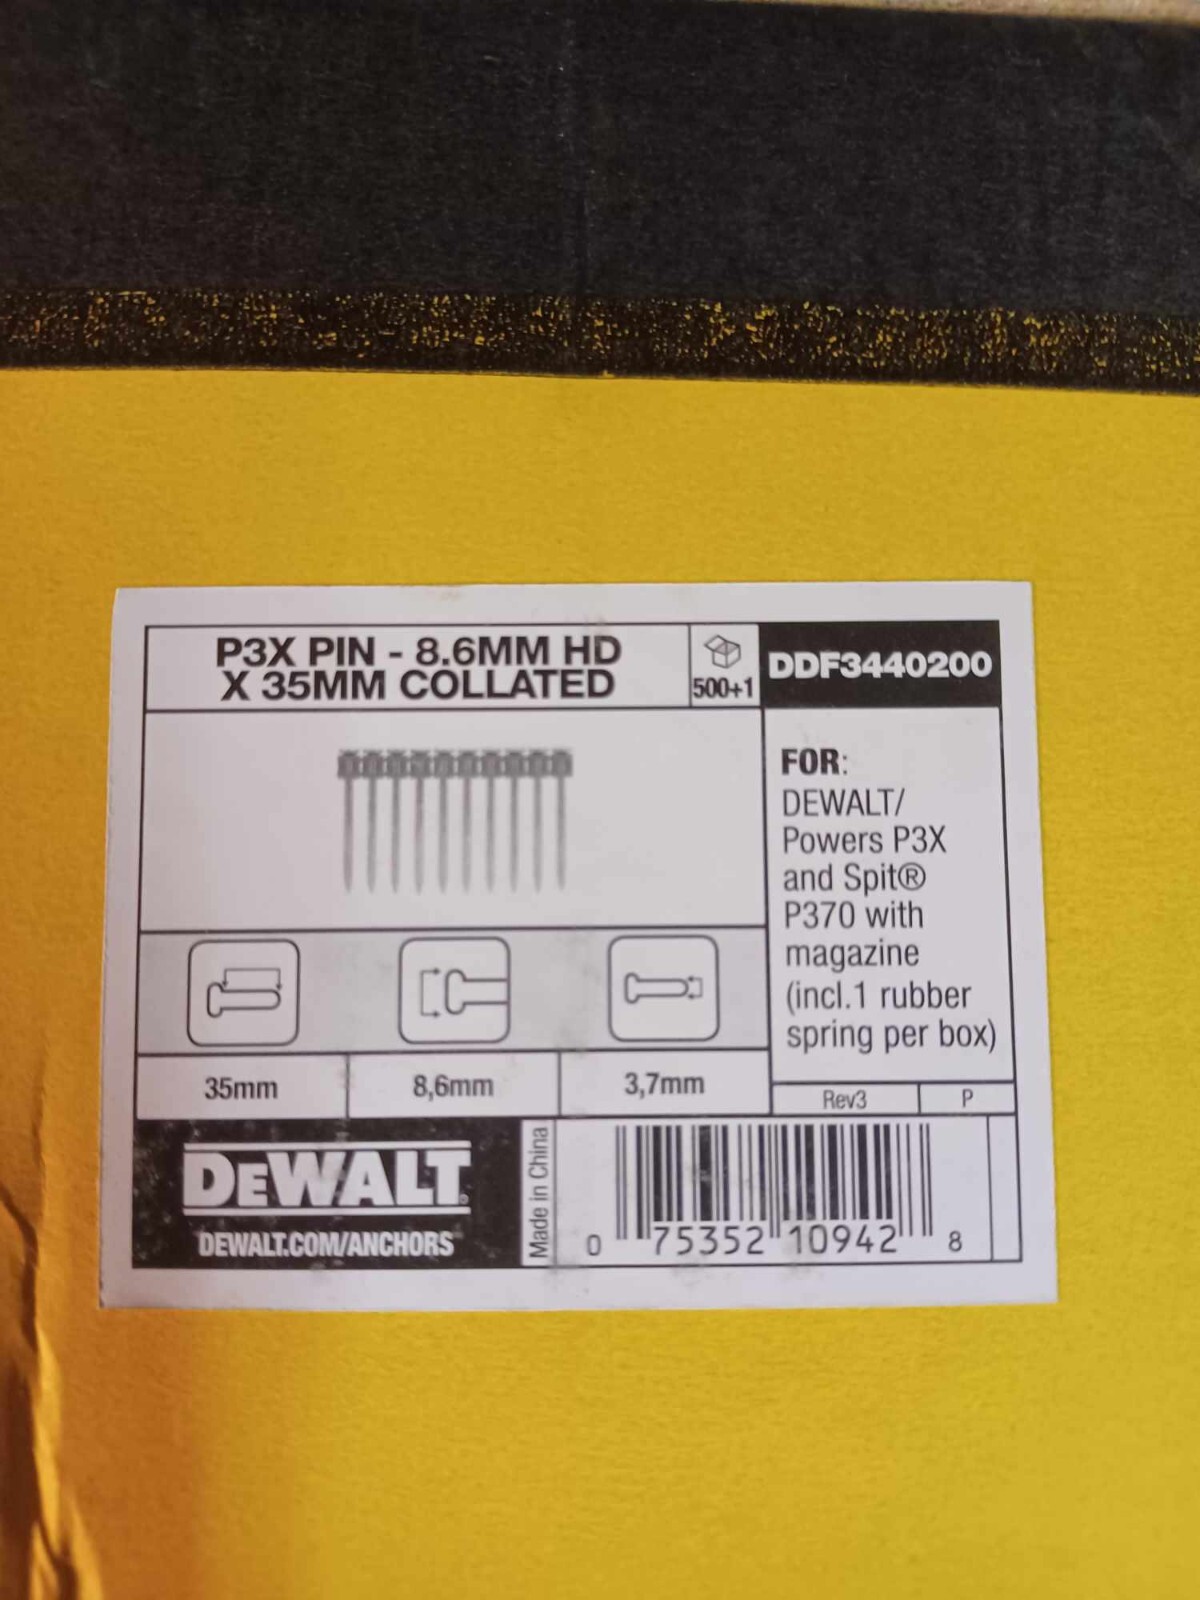 P3X PIN - 8.6MM HD
X 35MM COLLATED
500+1
DDF3440200
FOR:
DEWALT/
Powers P3X
and Spit®
P370 with
magazine
(incl.1 rubber
spring per box)
35mm
8,6mm
3,7mm
Rev3
P
DEWALT®
DEWALT.COM/ANCHORS
Made in China
0 75352 10942 8